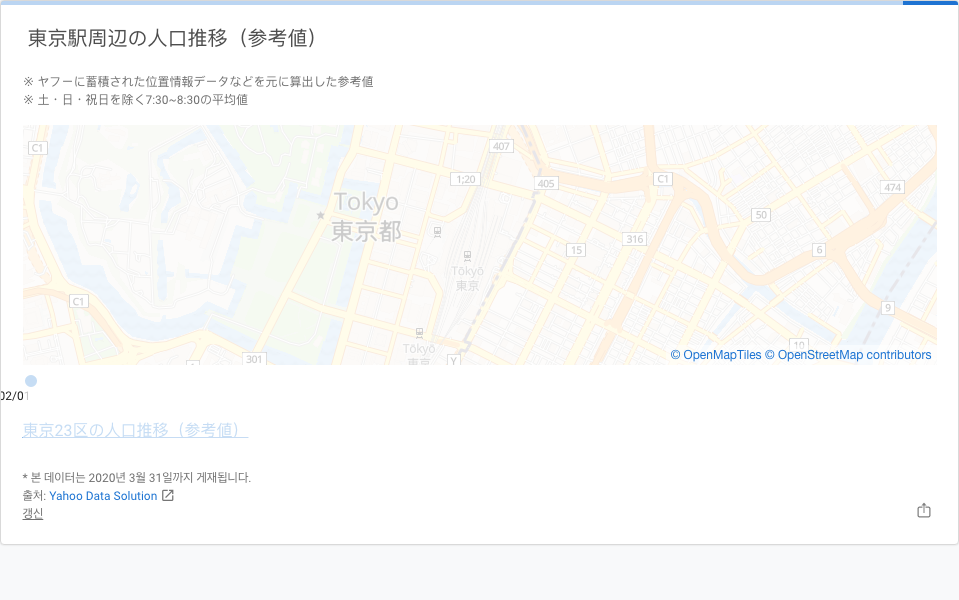 東京駅周辺の人口推移（参考値）
※ ヤフーに蓄積された位置情報データなどを元に算出した参考値
※ 土・日・祝日を除く7:30~8:30の平均値
C1
407
1;20
405
C1
474
Tokyo
東京都
50
316
15
6
Tōkyō
東京
C1
9
10
Tōkyō
東京
301
Y
© OpenMapTiles © OpenStreetMap contributors
02/01
東京23区の人口推移（参考値）
* 본 데이터는 2020년 3월 31일까지 게재됩니다.
출처: Yahoo Data Solution
갱신